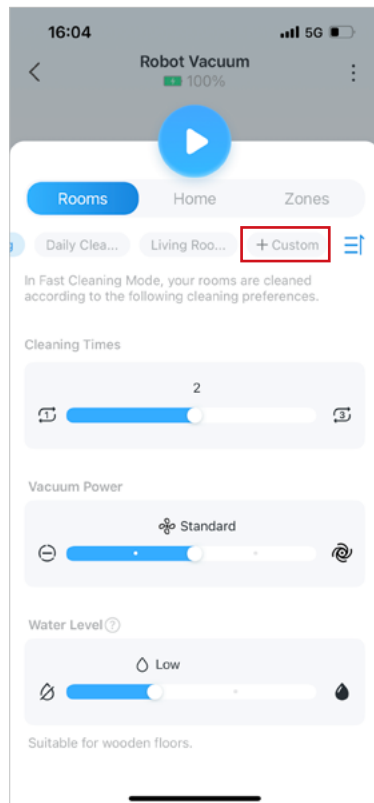 16:04
5G
Robot Vacuum
100%
Rooms
Home
Zones
g
Daily Clea...
Living Roo...
+ Custom
In Fast Cleaning Mode, your rooms are cleaned
according to the following cleaning preferences.
Cleaning Times
2
1
3
Vacuum Power
Standard
Water Level ?
Low
Suitable for wooden floors.